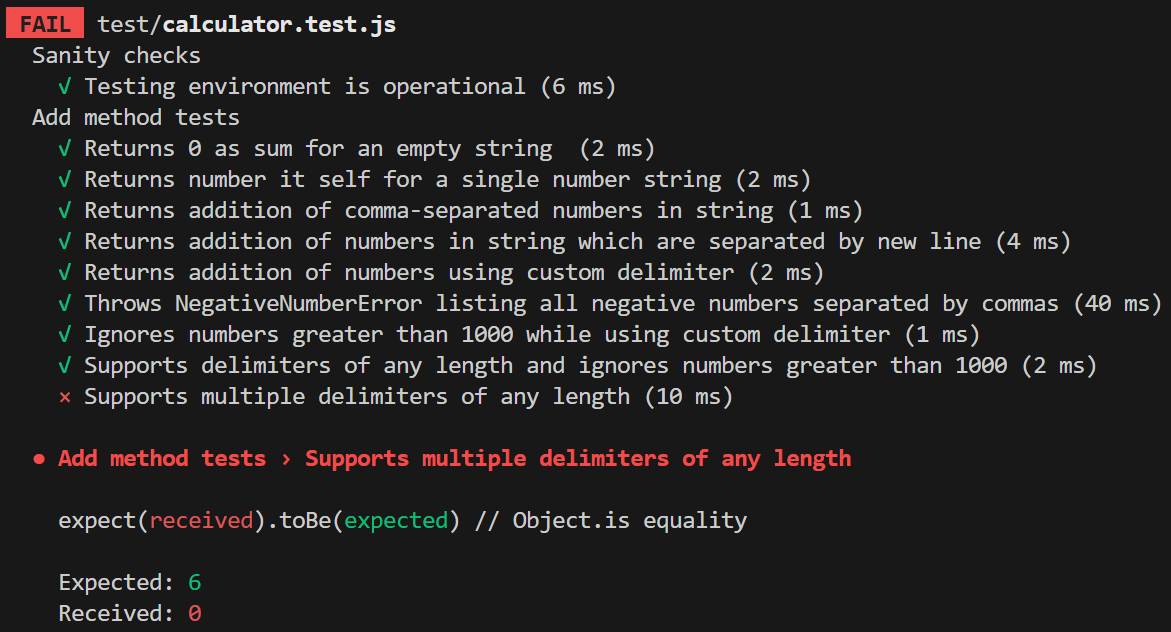 FAIL test/calculator.test.js
Sanity checks
√ Testing environment is operational (6 ms)
Add method tests
√ Returns 0 as sum for an empty string  (2 ms)
√ Returns number it self for a single number string (2 ms)
√ Returns addition of comma-separated numbers in string (1 ms)
√ Returns addition of numbers in string which are separated by new line (4 ms)
√ Returns addition of numbers using custom delimiter (2 ms)
√ Throws NegativeNumberError listing all negative numbers separated by commas (40 ms)
√ Ignores numbers greater than 1000 while using custom delimiter (1 ms)
√ Supports delimiters of any length and ignores numbers greater than 1000 (2 ms)
× Supports multiple delimiters of any length (10 ms)
● Add method tests › Supports multiple delimiters of any length
expect(received).toBe(expected) // Object.is equality
Expected: 6
Received: 0